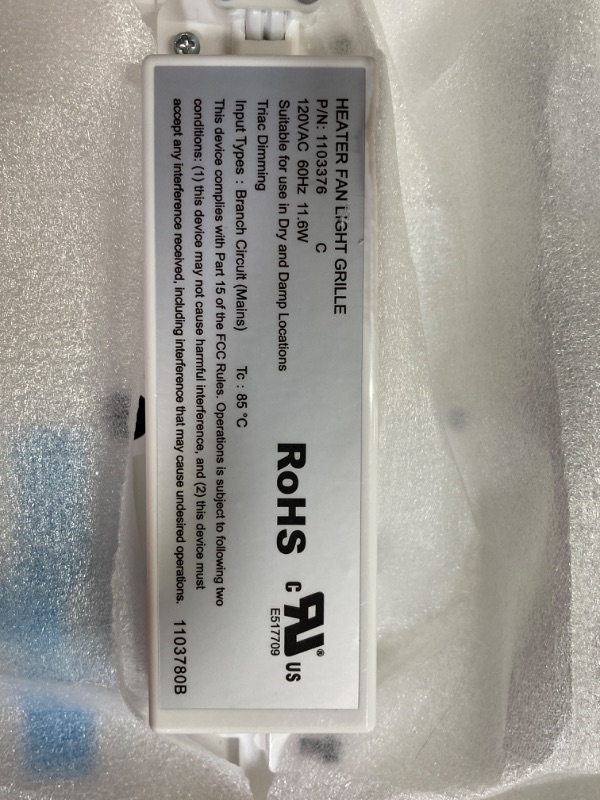 HEATER FAN LIGHT GRILLE
P/N: 1103376 C
120VAC 60Hz 11.6W
Suitable for use in Dry and Damp Locations
Triac Dimming
Input Types : Branch Circuit (Mains) Tc : 85 °C
This device complies with Part 15 of the FCC Rules. Operations is subject to following two
conditions: (1) this device may not cause harmful interference, and (2) this device must
accept any interference received, including interference that may cause undesired operations. 1103780B
RoHS
C RU ® US
E517709